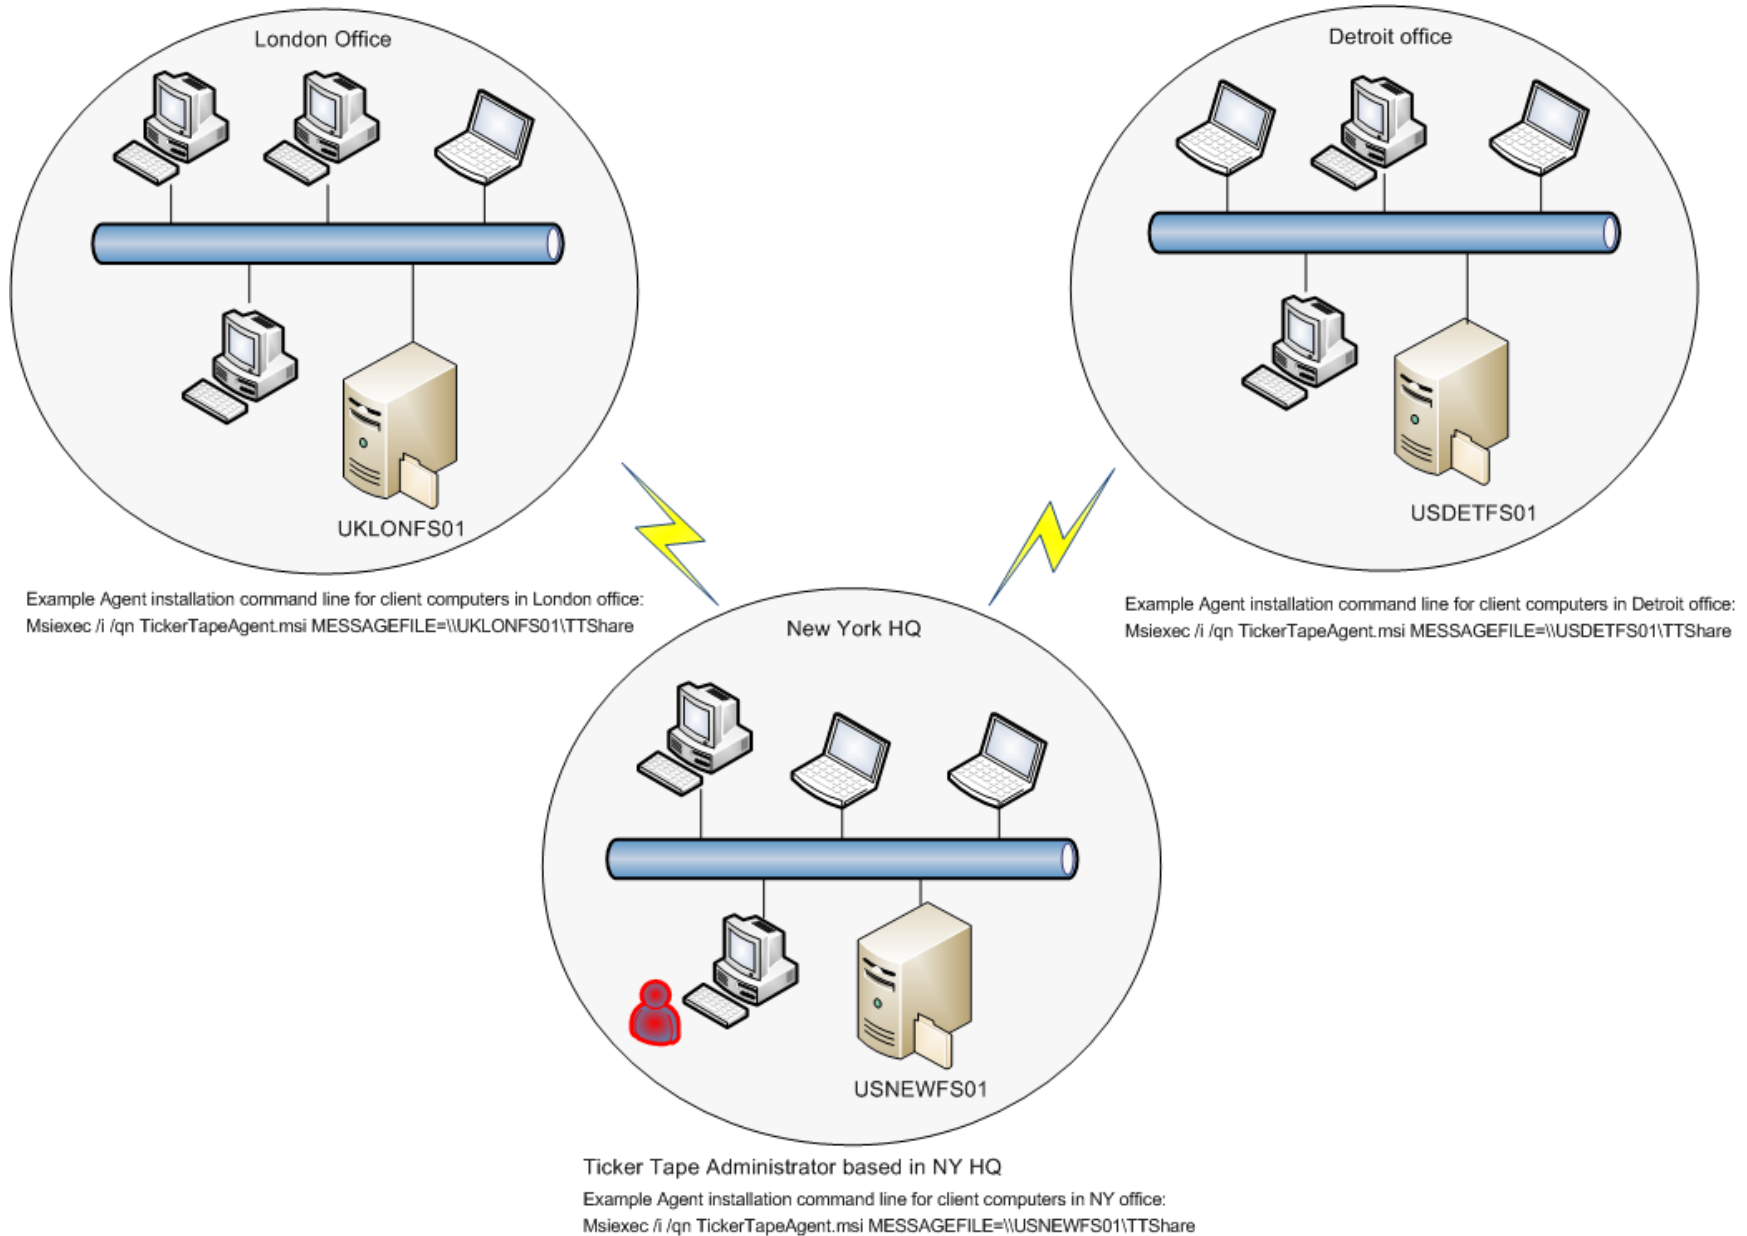 London Office
UKLONFS01
Example Agent installation command line for client computers in London office:
Msiexec /i /qn TickerTapeAgent.msi MESSAGEFILE=\\UKLONFS01\TTShare
Detroit office
USDETFS01
Example Agent installation command line for client computers in Detroit office:
Msiexec /i /qn TickerTapeAgent.msi MESSAGEFILE=\\USDETFS01\TTShare
New York HQ
USNEWFS01
Ticker Tape Administrator based in NY HQ
Example Agent installation command line for client computers in NY office:
Msiexec /i /qn TickerTapeAgent.msi MESSAGEFILE=\\USNEWFS01\TTShare